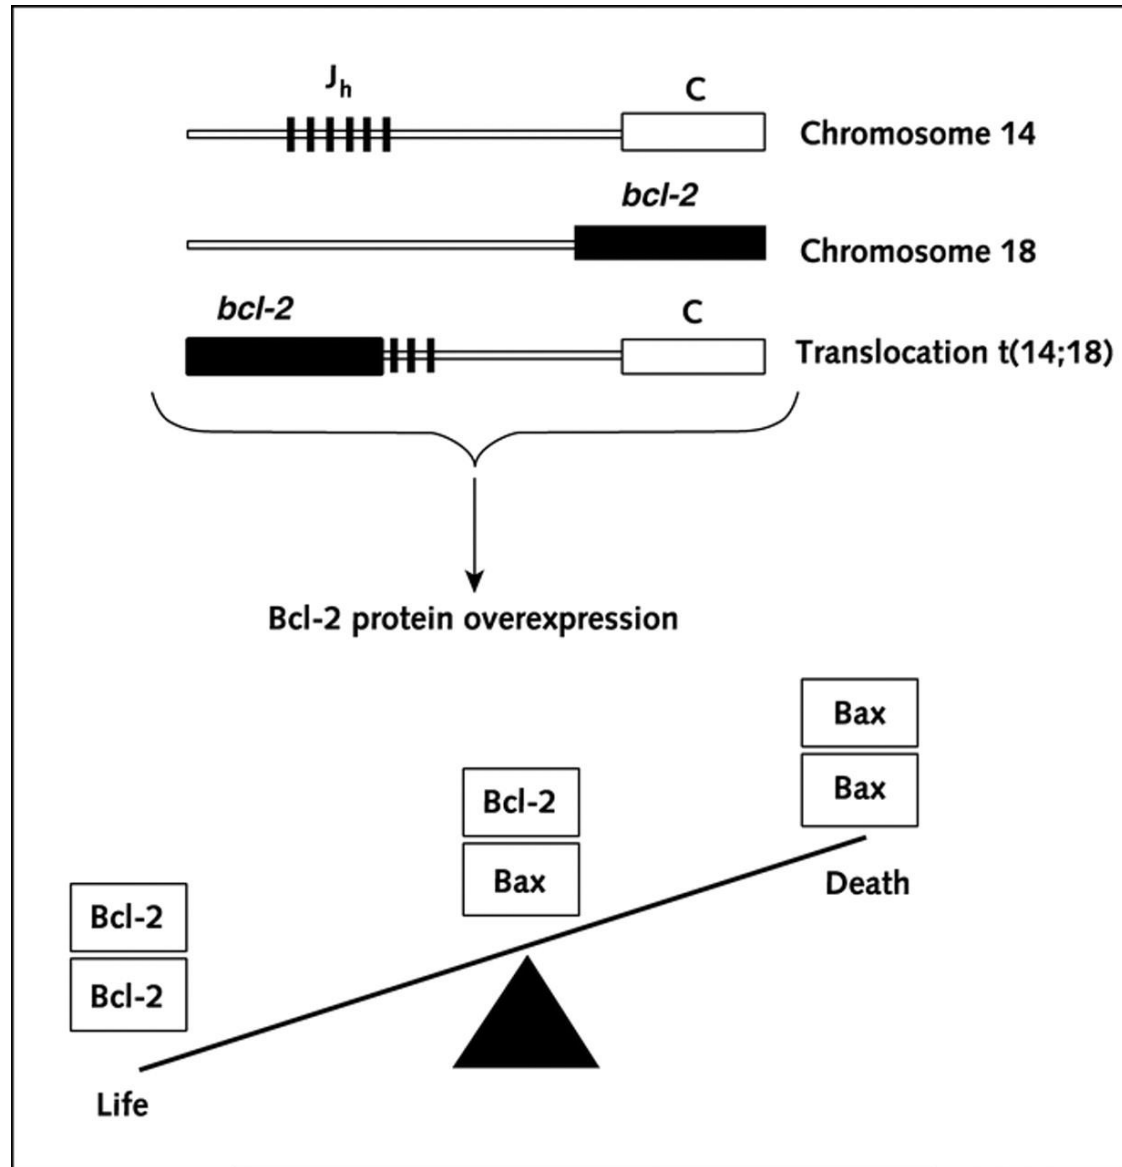 Jh
C
Chromosome 14
bcl-2
Chromosome 18
bcl-2
C
Translocation t(14;18)
Bcl-2 protein overexpression
Bax
Bax
Death
Bcl-2
Bax
Bcl-2
Bcl-2
Life